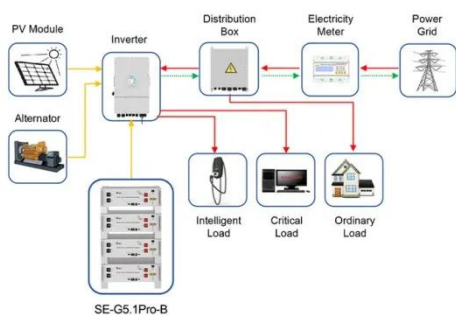 PV Module
Inverter
Distribution
Box
Electricity
Meter
Power
Grid
Alternator
Intelligent
Load
Critical
Load
Ordinary
Load
SE-G5.1Pro-B